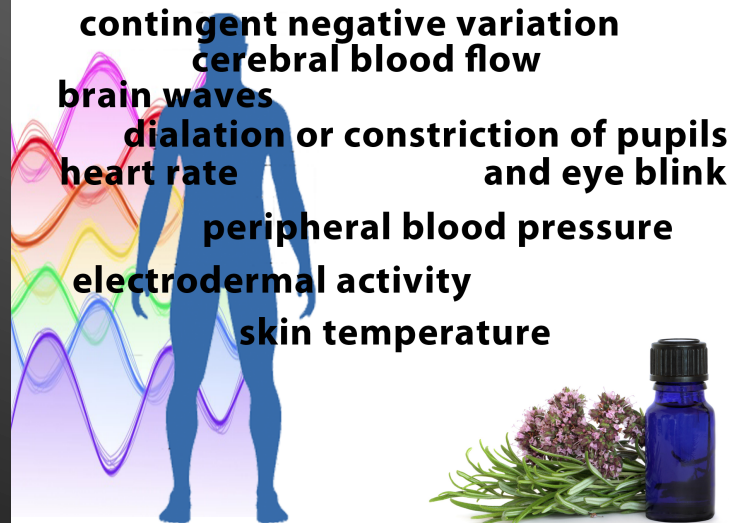 contingent negative variation
cerebral blood flow
brain waves
dialation or constriction of pupils
heart rate and eye blink
peripheral blood pressure
electrodermal activity
skin temperature